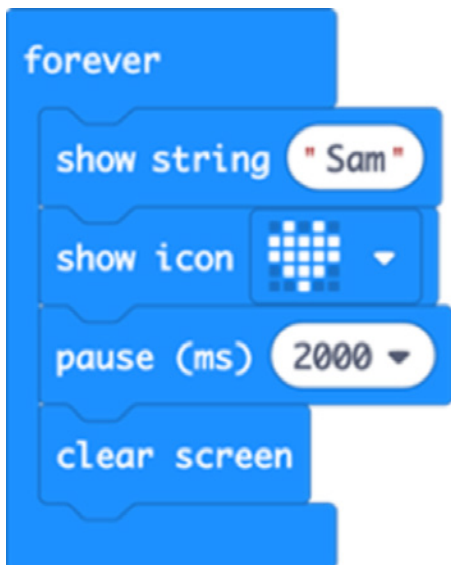 forever
show string "Sam"
show icon
pause (ms) 2000
clear screen